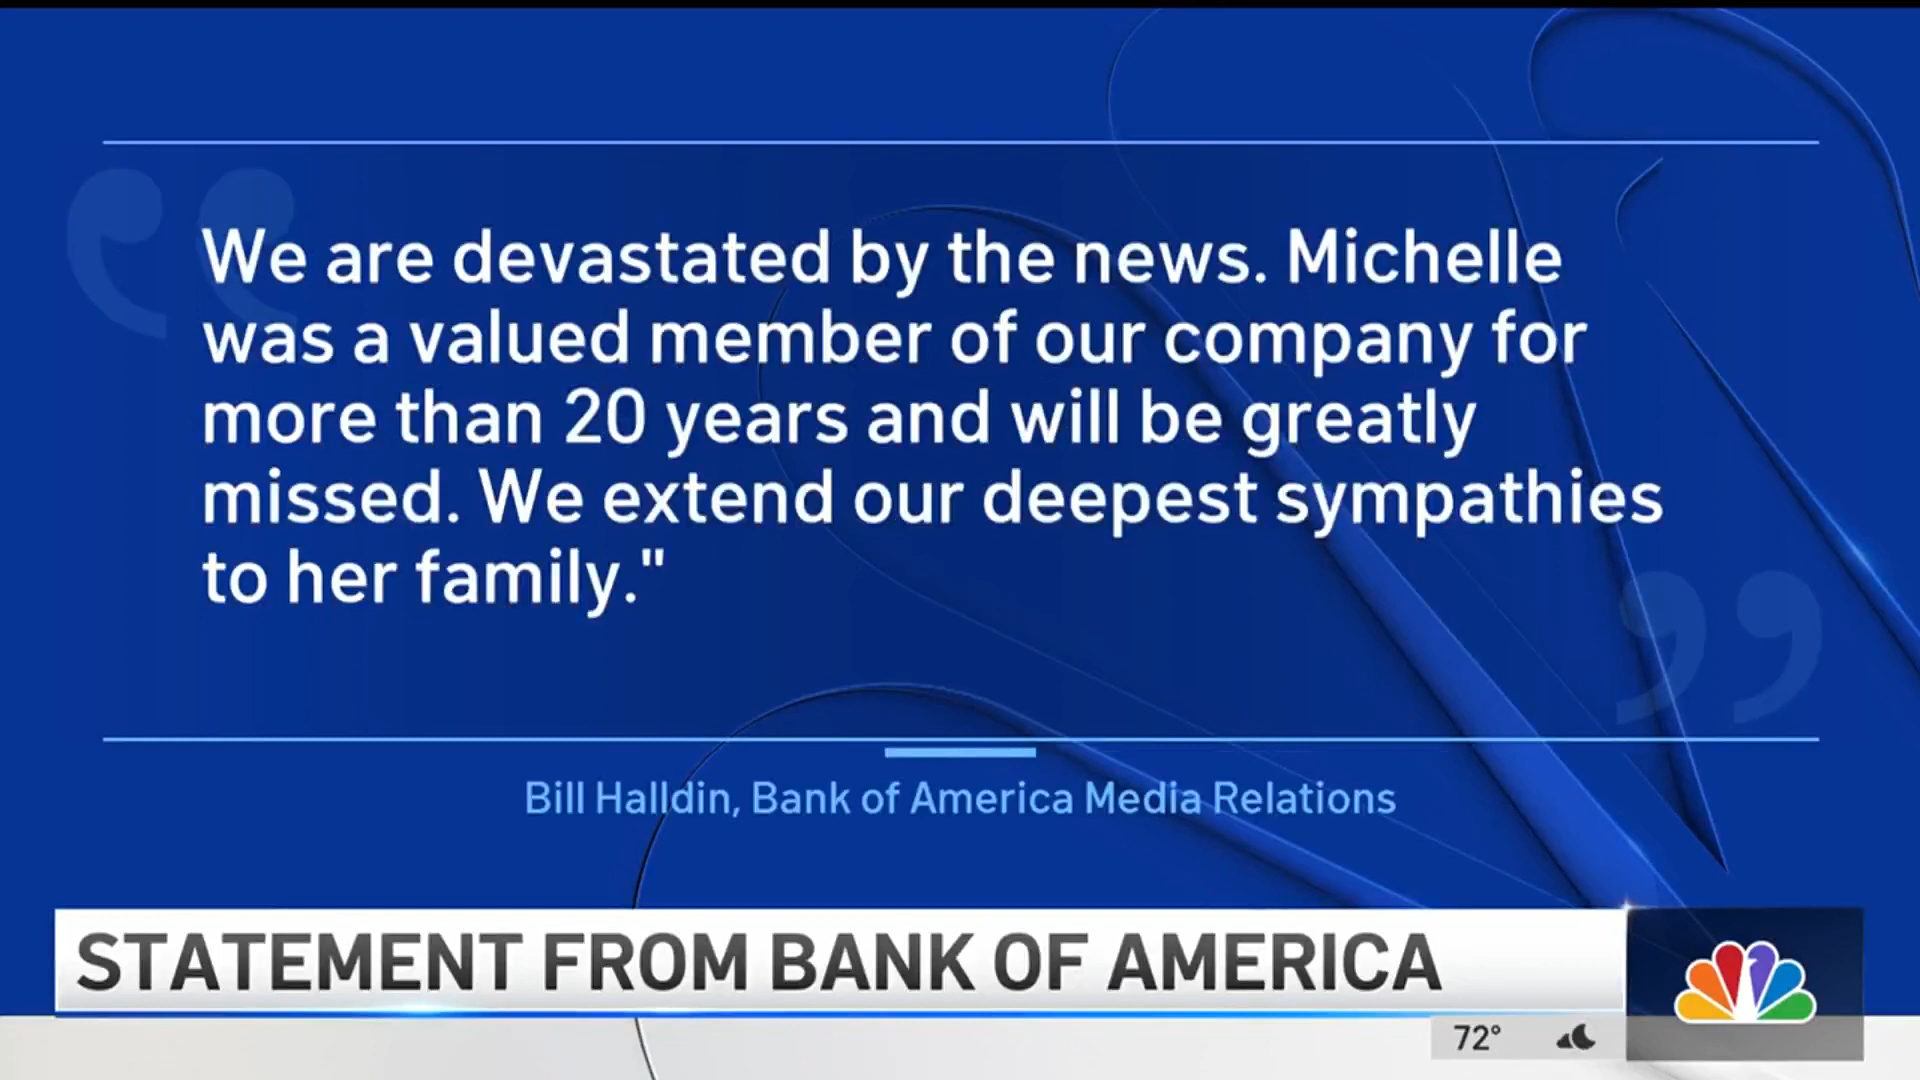 We are devastated by the news. Michelle
was a valued member of our company for
more than 20 years and will be greatly
missed. We extend our deepest sympathies
to her family."
Bill Halldin, Bank of America Media Relations
STATEMENT FROM BANK OF AMERICA
72°